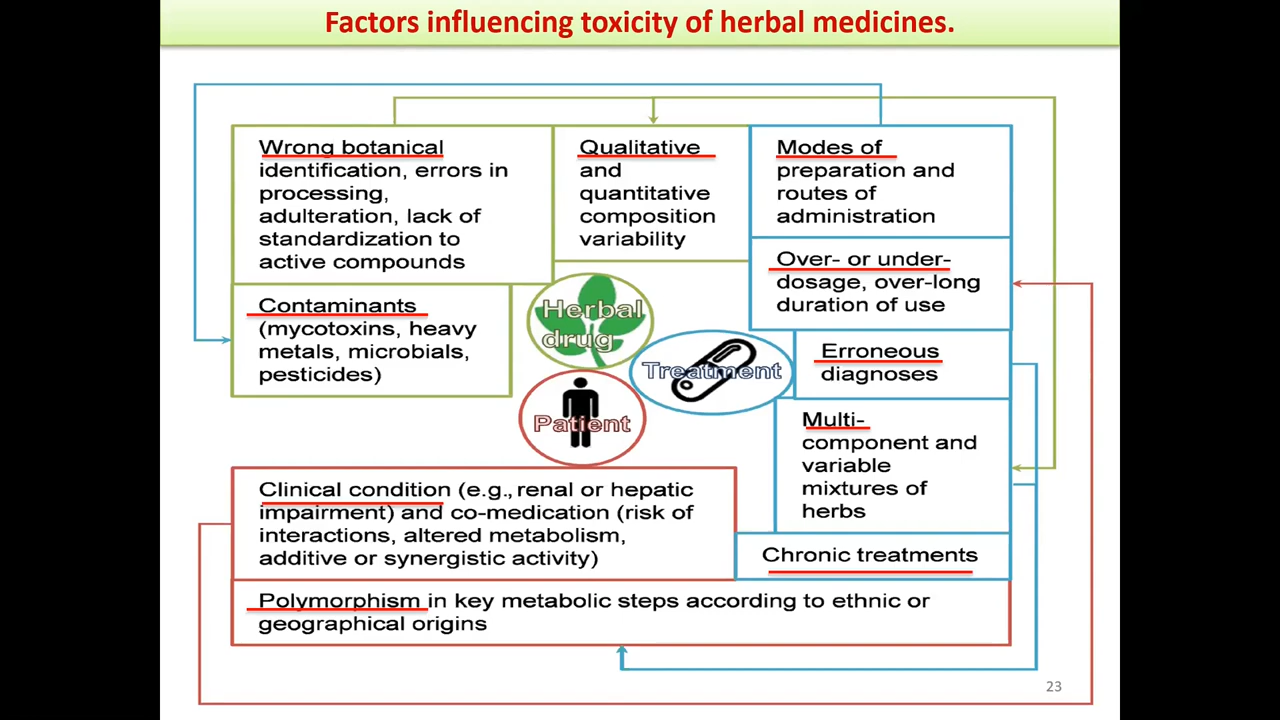 Factors influencing toxicity of herbal medicines.
Wrong botanical
identification, errors in
processing,
adulteration, lack of
standardization to
active compounds
Qualitative
and
quantitative
composition
variability
Modes of
preparation and
routes of
administration
Over- or under-
dosage, over-long
duration of use
Contaminants
(mycotoxins, heavy
metals, microbials,
pesticides)
Herbal
drug
Treatment
Patient
Erroneous
diagnoses
Multi-
component and
variable
mixtures of
herbs
Clinical condition (e.g., renal or hepatic
impairment) and co-medication (risk of
interactions, altered metabolism,
additive or synergistic activity)
Chronic treatments
Polymorphism in key metabolic steps according to ethnic or
geographical origins
23